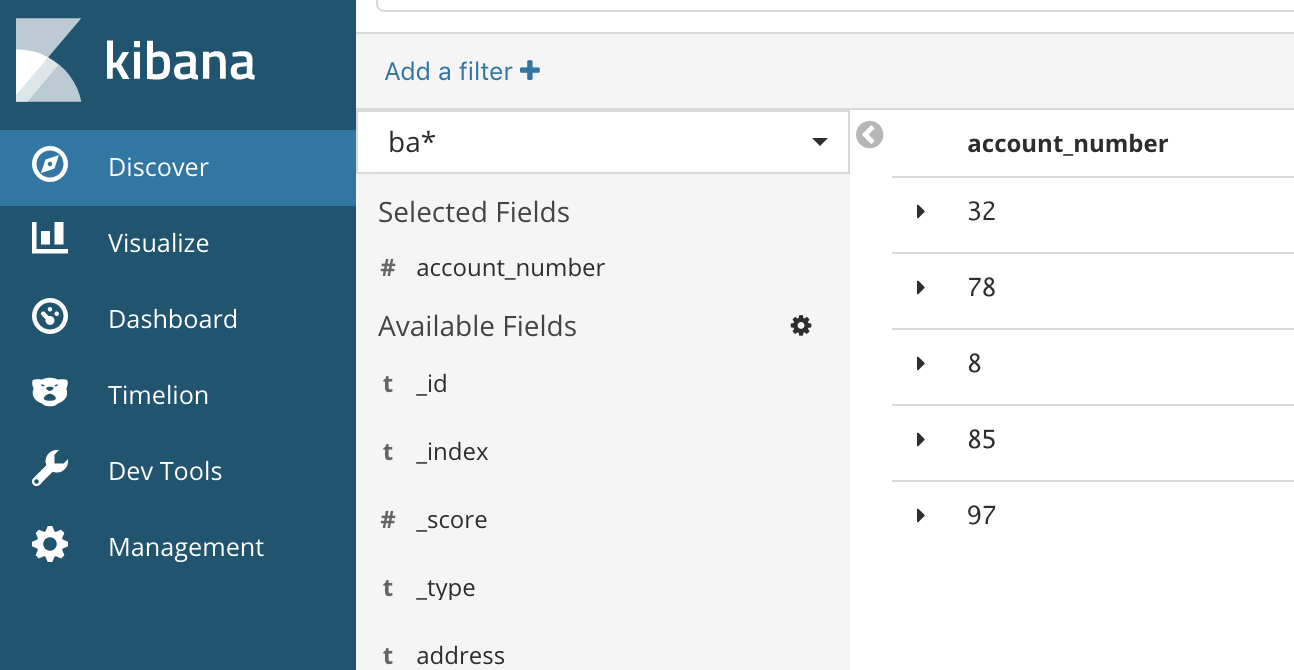 kibana
Discover
Visualize
Dashboard
Timelion
Dev Tools
Management
Add a filter +
ba*
Selected Fields
# account_number
Available Fields
t _id
t _index
# _score
t _type
t address
account_number
32
78
8
85
97